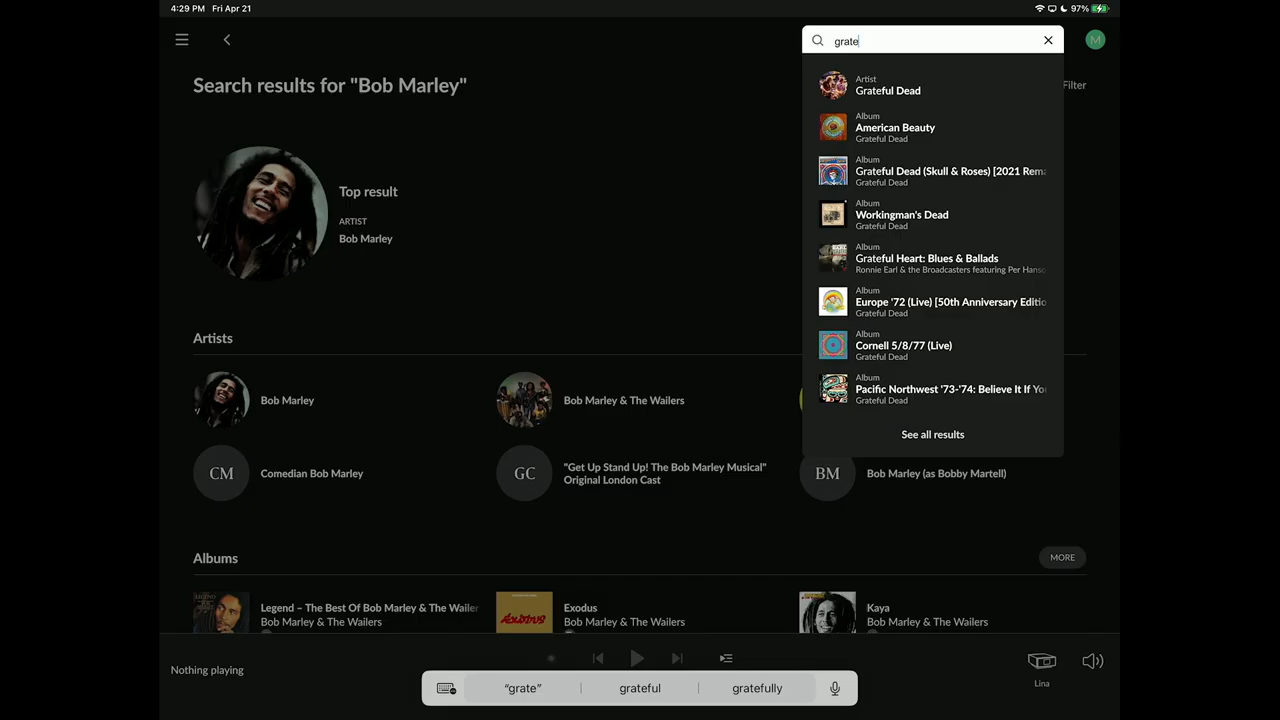 4:29 PM Fri Apr 21
97%
grate
M
Search results for "Bob Marley"
Filter
Top result
ARTIST
Bob Marley
Artist
Grateful Dead
Album
American Beauty
Grateful Dead
Album
Grateful Dead (Skull & Roses) [2021 Rema
Grateful Dead
Album
Workingman's Dead
Grateful Dead
Album
Grateful Heart: Blues & Ballads
Ronnie Earl & the Broadcasters featuring Per Hanso
Album
Europe '72 (Live) [50th Anniversary Editio
Grateful Dead
Album
Cornell 5/8/77 (Live)
Grateful Dead
Album
Pacific Northwest '73-'74: Believe It If Yo
Grateful Dead
See all results
Artists
Bob Marley
Bob Marley & The Wailers
CM
Comedian Bob Marley
GC
"Get Up Stand Up! The Bob Marley Musical"
Original London Cast
BM
Bob Marley (as Bobby Martell)
Albums
MORE
Legend – The Best Of Bob Marley & The Wailer
Bob Marley & The Wailers
Exodus
Bob Marley & The Wailers
Kaya
Bob Marley & The Wailers
Nothing playing
Lina
“grate”
grateful
gratefully